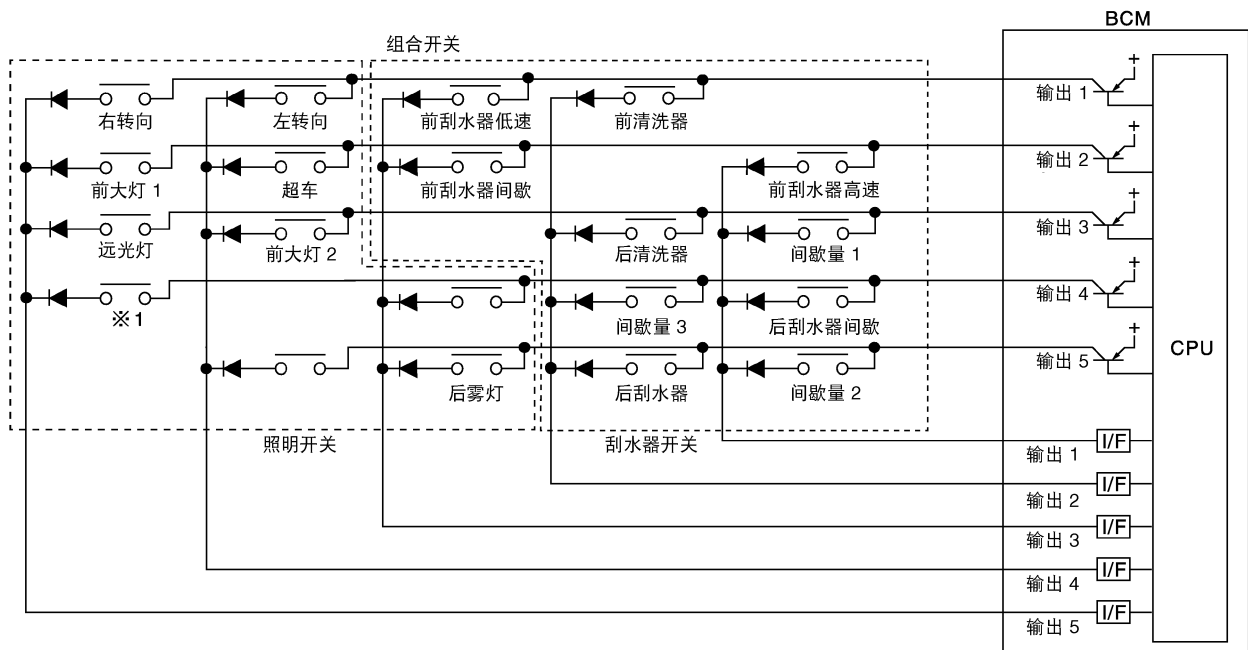 BCM
组合开关
+
输出 1
右转向
左转向
前刮水器低速
前清洗器
+
输出 2
前大灯 1
超车
前刮水器间歇
前刮水器高速
+
输出 3
远光灯
前大灯 2
后清洗器
间歇量 1
+
输出 4
※1
间歇量 3
后刮水器间歇
+
输出 5
CPU
后雾灯
后刮水器
间歇量 2
照明开关
刮水器开关
输出 1
I/F
输出 2
I/F
输出 3
I/F
输出 4
I/F
输出 5
I/F